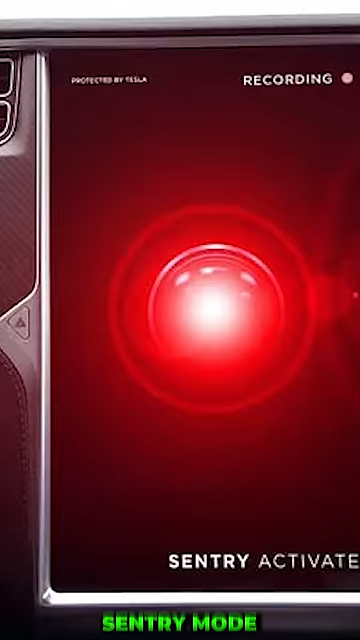 PROTECTED BY TESLA
RECORDING
SENTRY ACTIVATE
SENTRY MODE